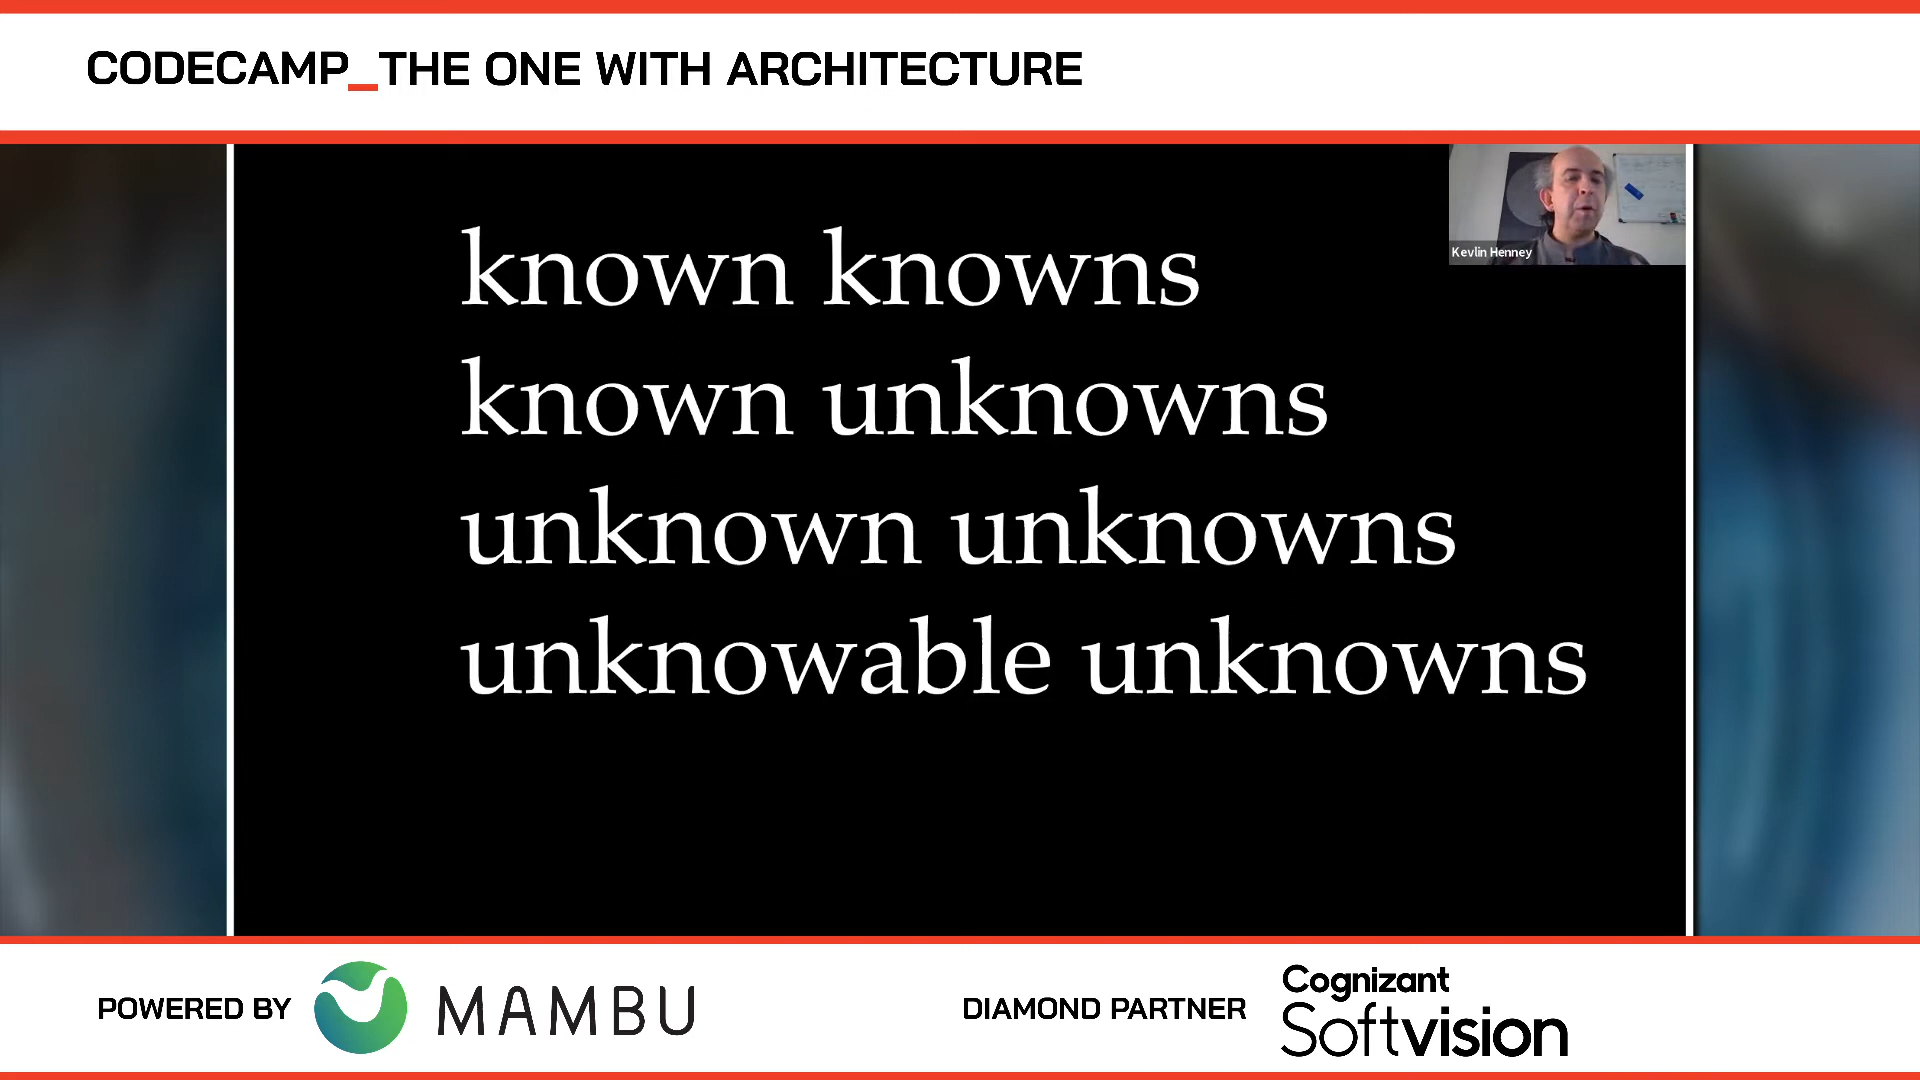 CODECAMP_THE ONE WITH ARCHITECTURE
Kevlin Henney
known knowns
known unknowns
unknown unknowns
unknowable unknowns
POWERED BY
MAMBU
DIAMOND PARTNER
Cognizant
Softvision